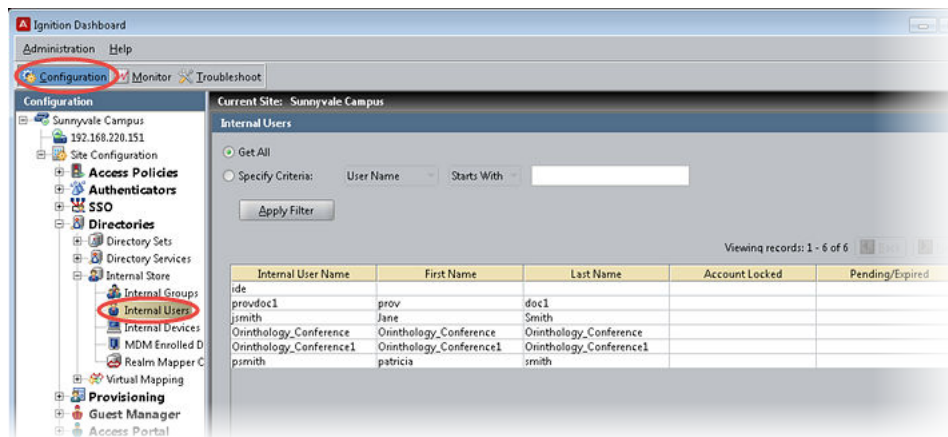 Ignition Dashboard
Administration Help
Configuration Monitor Troubleshoot
Configuration
Sunnyvale Campus
192.168.220.151
Site Configuration
Access Policies
Authenticators
SSO
Directories
Directory Sets
Directory Services
Internal Store
Internal Groups
Internal Users
Internal Devices
MDM Enrolled D
Realm Mapper C
Virtual Mapping
Provisioning
Guest Manager
Access Portal
Current Site: Sunnyvale Campus
Internal Users
Get All
Specify Criteria: User Name Starts With
Apply Filter
Viewing records: 1 - 6 of 6 Back
Internal User Name First Name Last Name Account Locked Pending/Expired
ide
provdoc1 prov doc1
jsmith Jane Smith
Orinthology_Conference Orinthology_Conference Orinthology_Conference
Orinthology_Conference1 Orinthology_Conference1 Orinthology_Conference1
psmith patricia smith